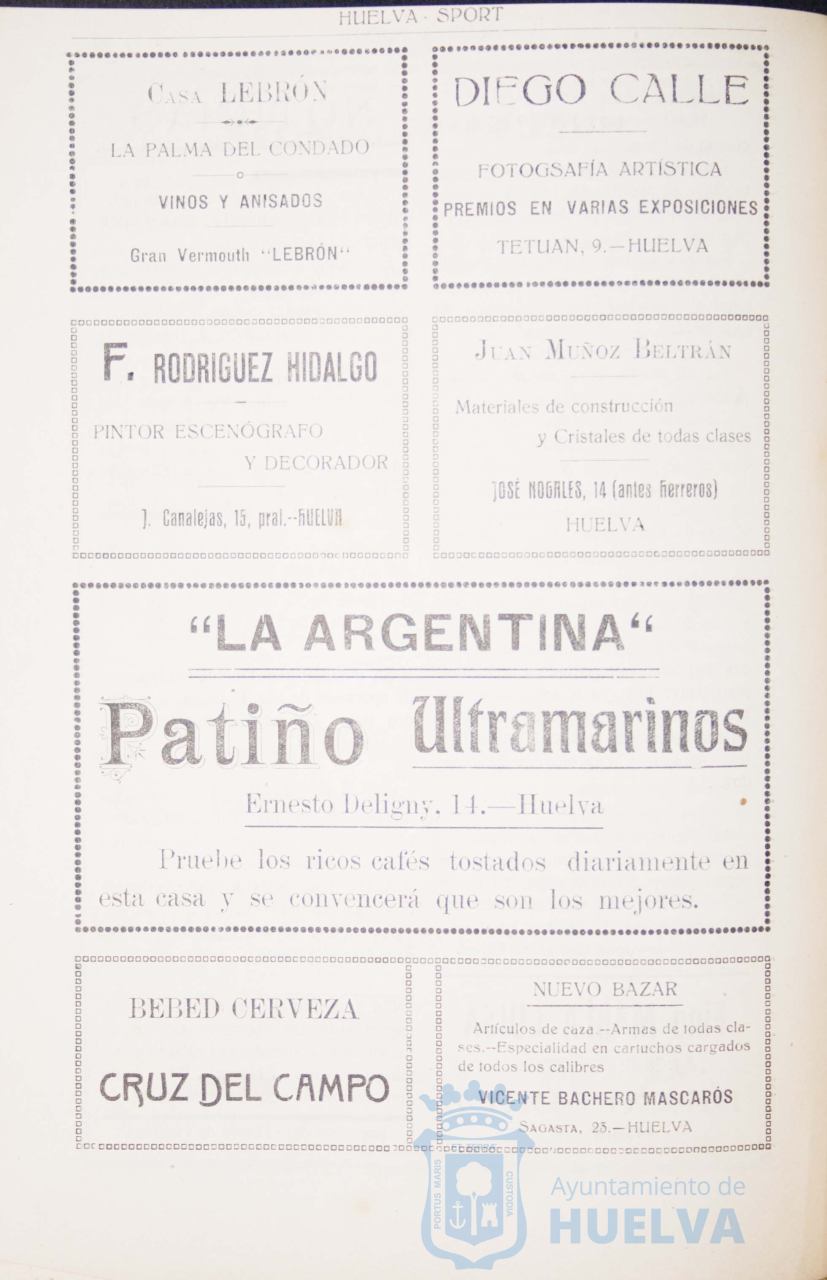 HUELVA - SPORT
CASA LEBRÓN
LA PALMA DEL CONDADO
VINOS Y ANISADOS
Gran Vermouth "LEBRÓN"
DIEGO CALLE
FOTOGSAFÍA ARTÍSTICA
PREMIOS EN VARIAS EXPOSICIONES
TETUAN, 9.—HUELVA
F. RODRIGUEZ HIDALGO
PINTOR ESCENÓGRAFO
Y DECORADOR
J. Canalejas, 15, pral.--HUELVA
JUAN MUÑOZ BELTRÁN
Materiales de construcción
y Cristales de todas clases
JOSÉ NOGALES, 14 (antes Herreros)
HUELVA
"LA ARGENTINA"
Patiño Ultramarinos
Ernesto Deligny, 14.—Huelva
Pruebe los ricos cafés tostados diariamente en
esta casa y se convencerá que son los mejores.
BEBED CERVEZA
CRUZ DEL CAMPO
NUEVO BAZAR
Artículos de caza.--Armas de todas cla-
ses.--Especialidad en cartuchos cargados
de todos los calibres
VICENTE BACHERO MASCARÓS
SAGASTA, 25.—HUELVA
PORTUS MARIS
CUSTODIA
Ayuntamiento de
HUELVA